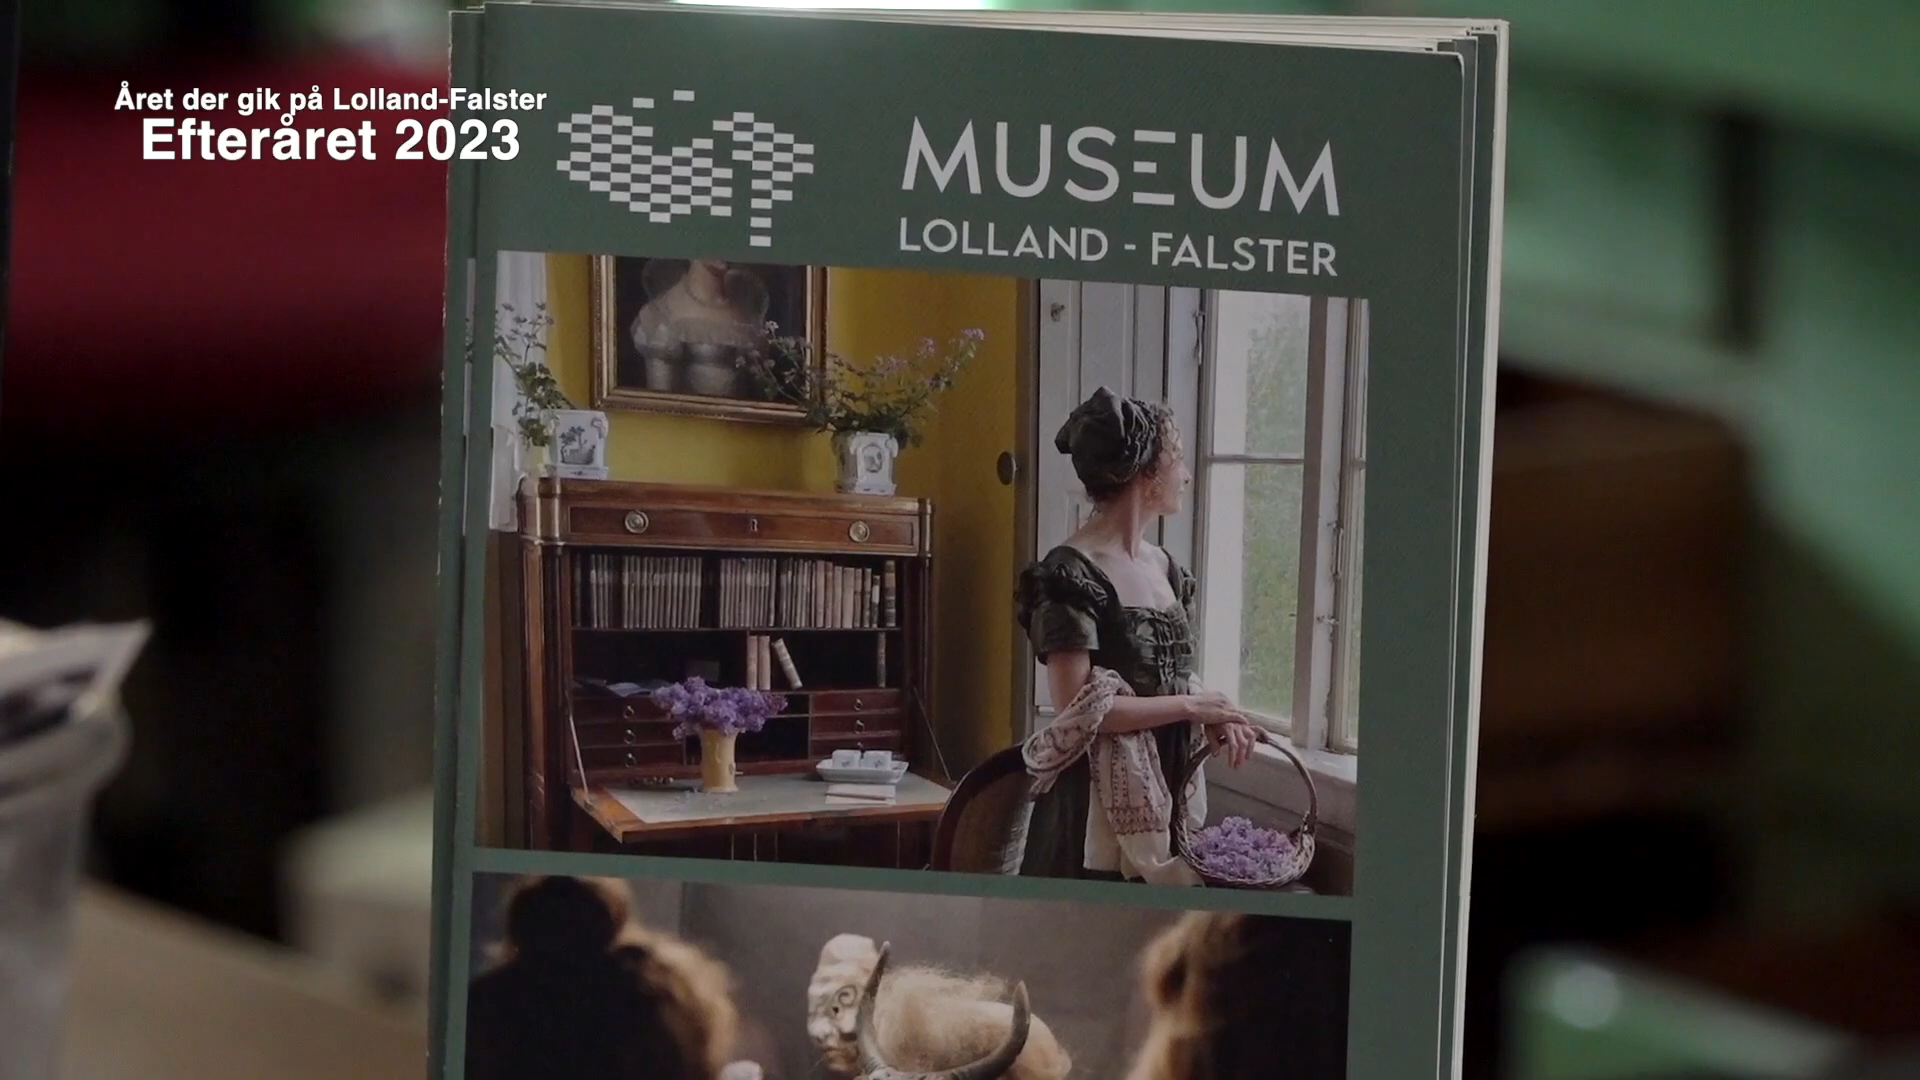 Året der gik på Lolland-Falster
Efteråret 2023
MUSEUM
LOLLAND - FALSTER